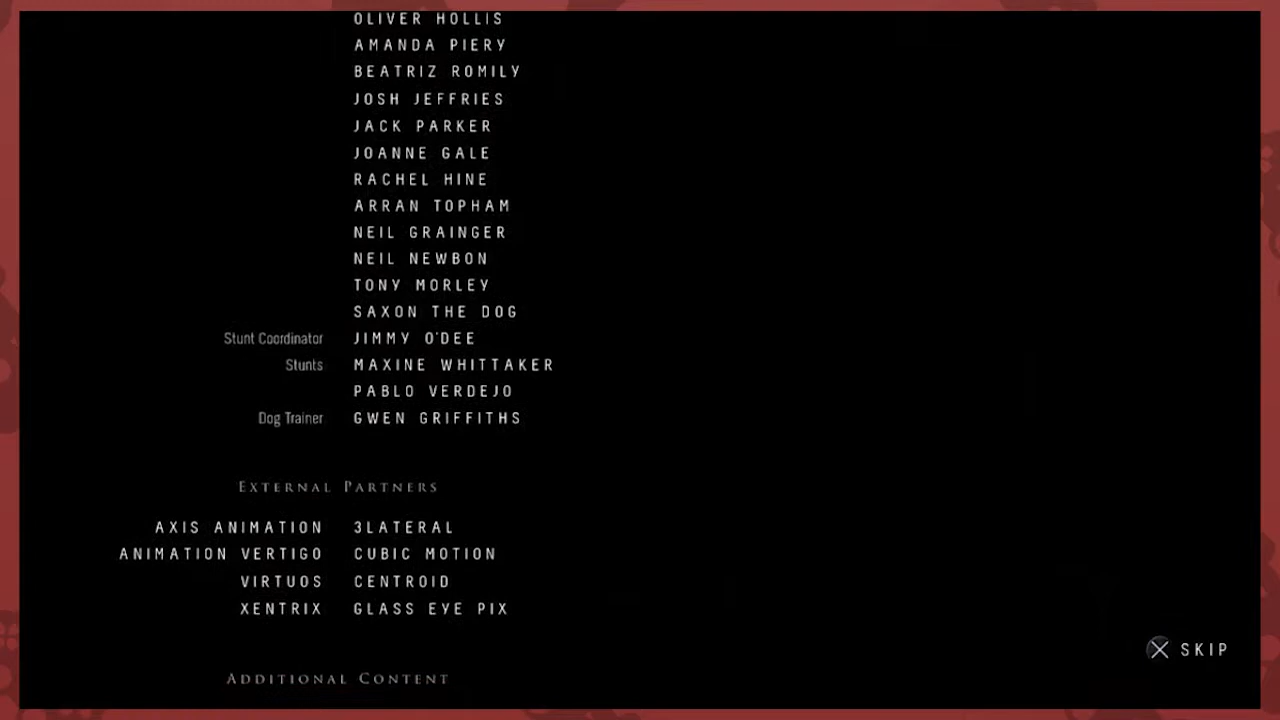 OLIVER HOLLIS
AMANDA PIERY
BEATRIZ ROMILY
JOSH JEFFRIES
JACK PARKER
JOANNE GALE
RACHEL HINE
ARRAN TOPHAM
NEIL GRAINGER
NEIL NEWBON
TONY MORLEY
SAXON THE DOG
Stunt Coordinator JIMMY O'DEE
Stunts MAXINE WHITTAKER
PABLO VERDEJO
Dog Trainer GWEN GRIFFITHS
EXTERNAL PARTNERS
AXIS ANIMATION 3LATERAL
ANIMATION VERTIGO CUBIC MOTION
VIRTUOS CENTROID
XENTRIX GLASS EYE PIX
SKIP
ADDITIONAL CONTENT